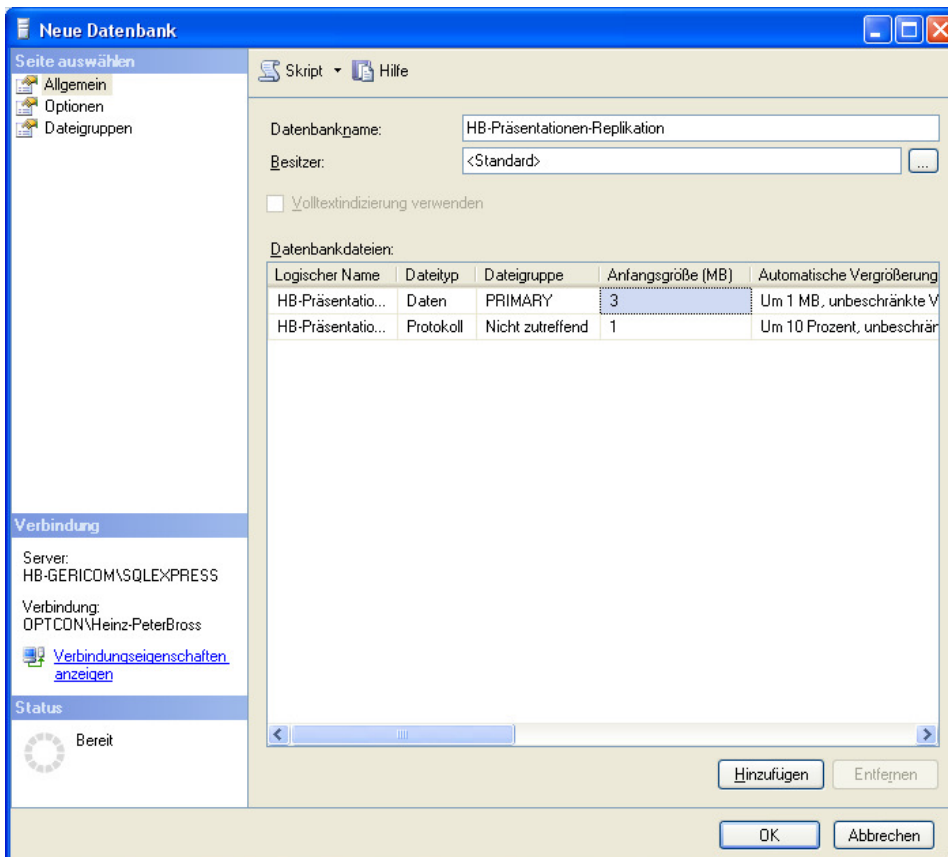 Neue Datenbank
Seite auswählen
Allgemein
Optionen
Dateigruppen
Skript
Hilfe
Datenbankname:
HB-Präsentationen-Replikation
Besitzer:
<Standard>
...
Volltextindizierung verwenden
Datenbankdateien:
Logischer Name Dateityp Dateigruppe Anfangsgröße (MB) Automatische Vergrößerung
HB-Präsentatio... Daten PRIMARY 3 Um 1 MB, unbeschränkte V
HB-Präsentatio... Protokoll Nicht zutreffend 1 Um 10 Prozent, unbeschrän
Verbindung
Server:
HB-GERICOM\SQLEXPRESS
Verbindung:
OPTCON\Heinz-PeterBross
Verbindungseigenschaften
anzeigen
Status
Bereit
Hinzufügen
Entfernen
OK
Abbrechen